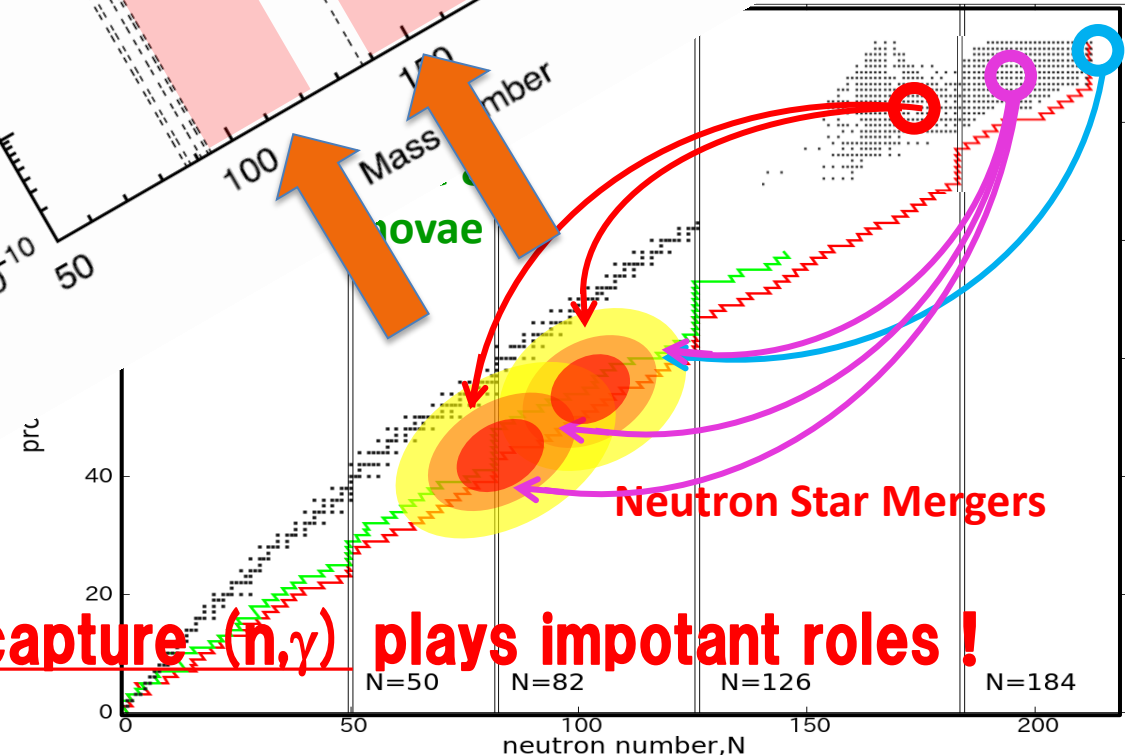 150
100
Mass
mber
50
-10
novae
40
Neutron Star Mergers
20
capture (n,γ) plays impotant roles !
N=50 N=82 N=126 N=184
0
0 50 100 150 200
neutron number,N